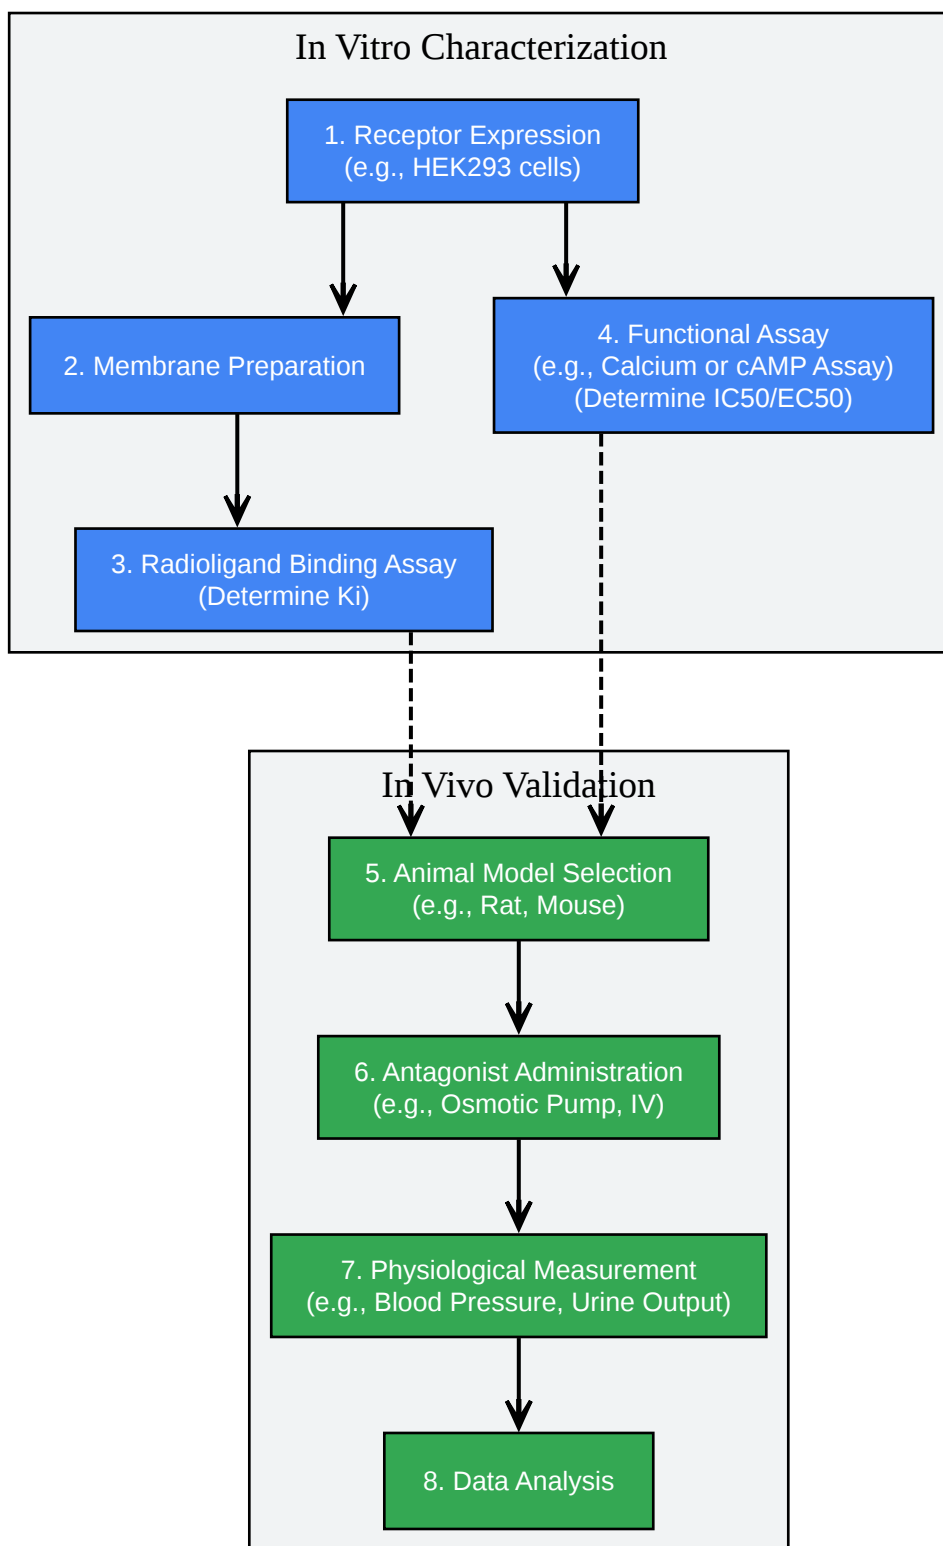 In Vitro Characterization
1. Receptor Expression
(e.g., HEK293 cells)
2. Membrane Preparation
4. Functional Assay
(e.g., Calcium or cAMP Assay)
(Determine IC50/EC50)
3. Radioligand Binding Assay
(Determine Ki)
In Vivo Validation
5. Animal Model Selection
(e.g., Rat, Mouse)
6. Antagonist Administration
(e.g., Osmotic Pump, IV)
7. Physiological Measurement
(e.g., Blood Pressure, Urine Output)
8. Data Analysis